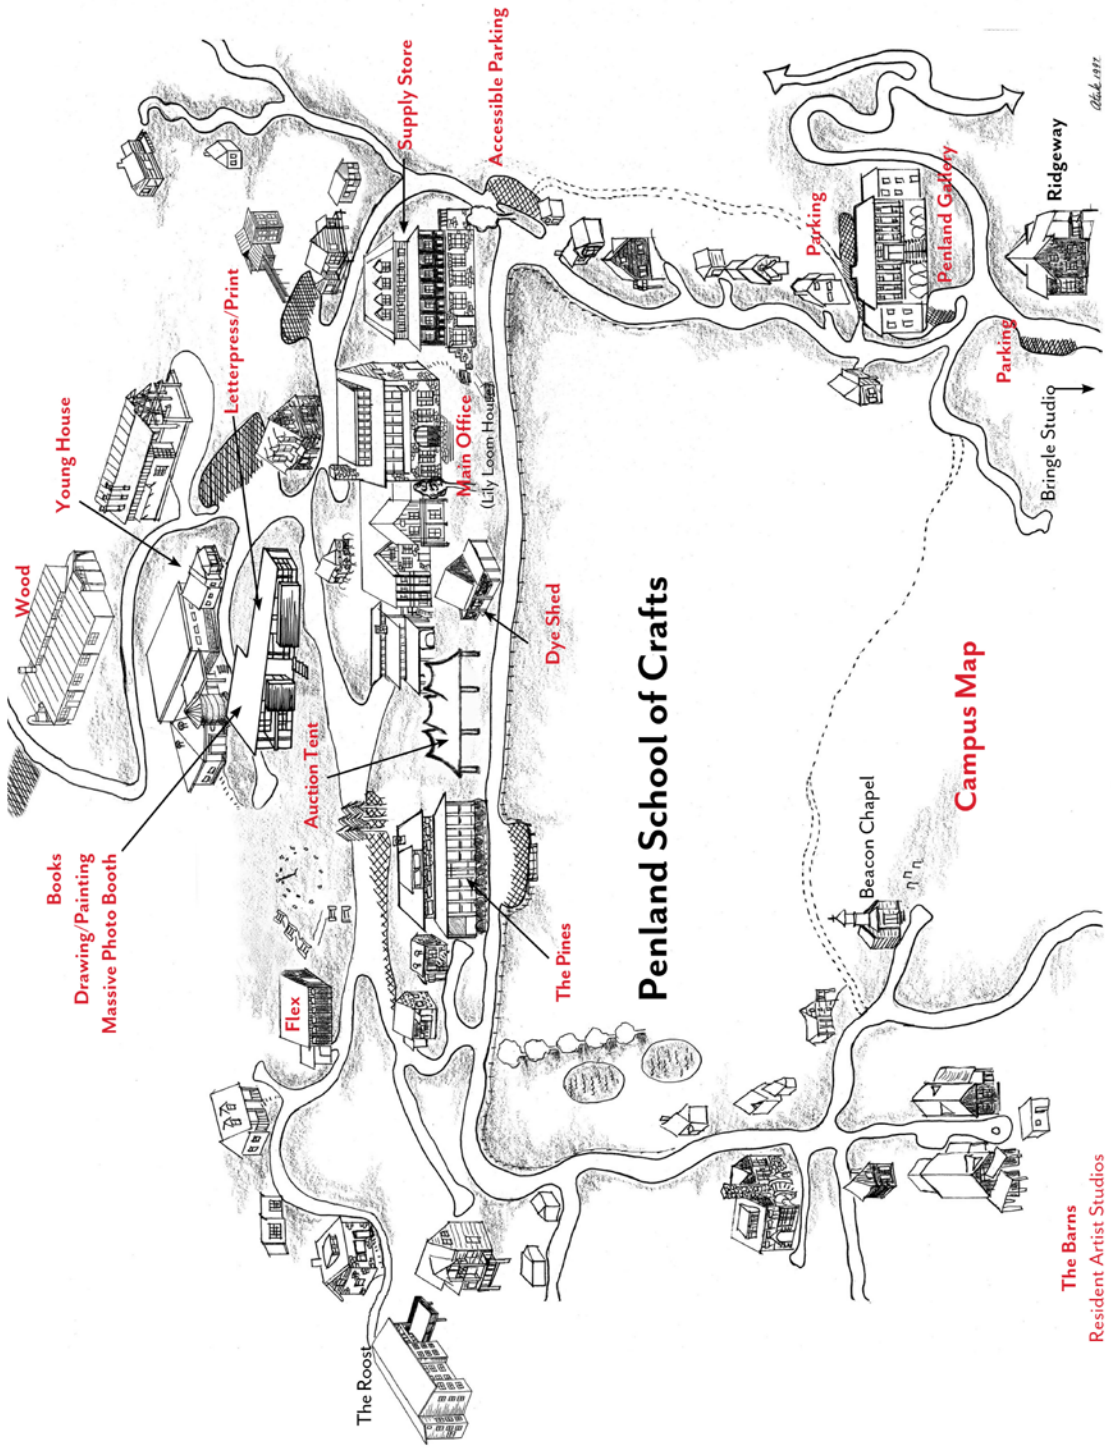 Wood
Young House
Letterpress/Print
Supply Store
Accessible Parking
Books
Drawing/Painting
Massive Photo Booth
Flex
Auction Tent
The Roost
Main Office
(Lily Loom House)
Dye Shed
The Pines
Penland School of Crafts
Campus Map
Beacon Chapel
Parking
Penland Gallery
Parking
Ridgeway
Bringle Studio
The Barns
Resident Artist Studios
1997